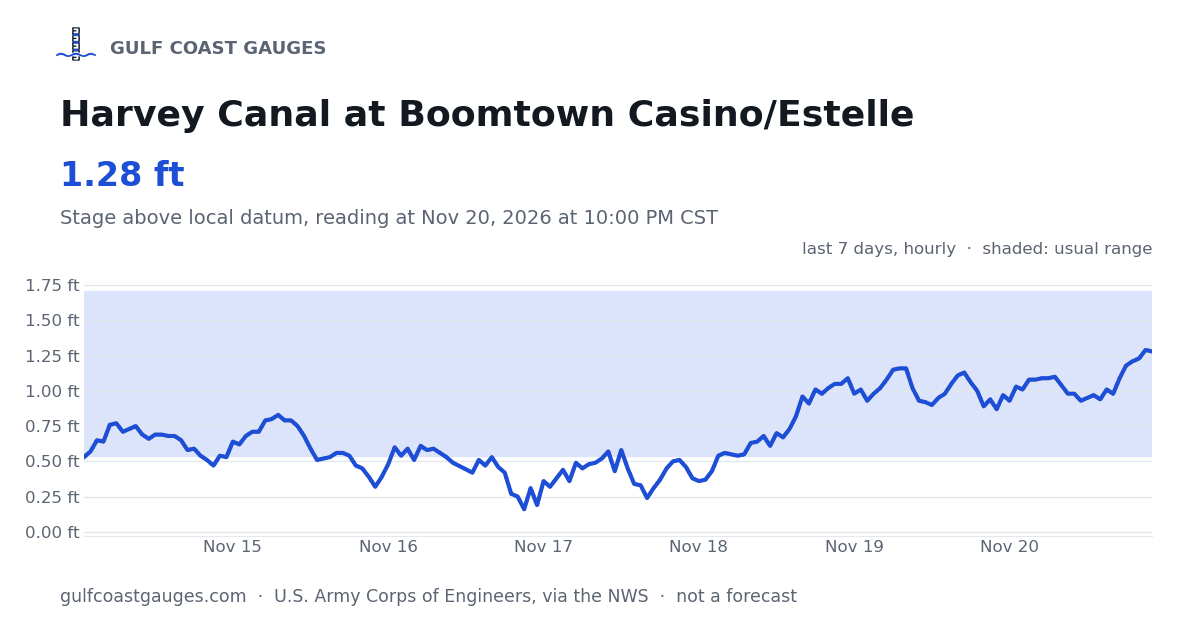 GULF COAST GAUGES
Harvey Canal at Boomtown Casino/Estelle
1.28 ft
Stage above local datum, reading at Nov 20, 2026 at 10:00 PM CST
last 7 days, hourly · shaded: usual range
1.75 ft
1.50 ft
1.25 ft
1.00 ft
0.75 ft
0.50 ft
0.25 ft
0.00 ft
Nov 15 Nov 16 Nov 17 Nov 18 Nov 19 Nov 20
gulfcoastgauges.com · U.S. Army Corps of Engineers, via the NWS · not a forecast